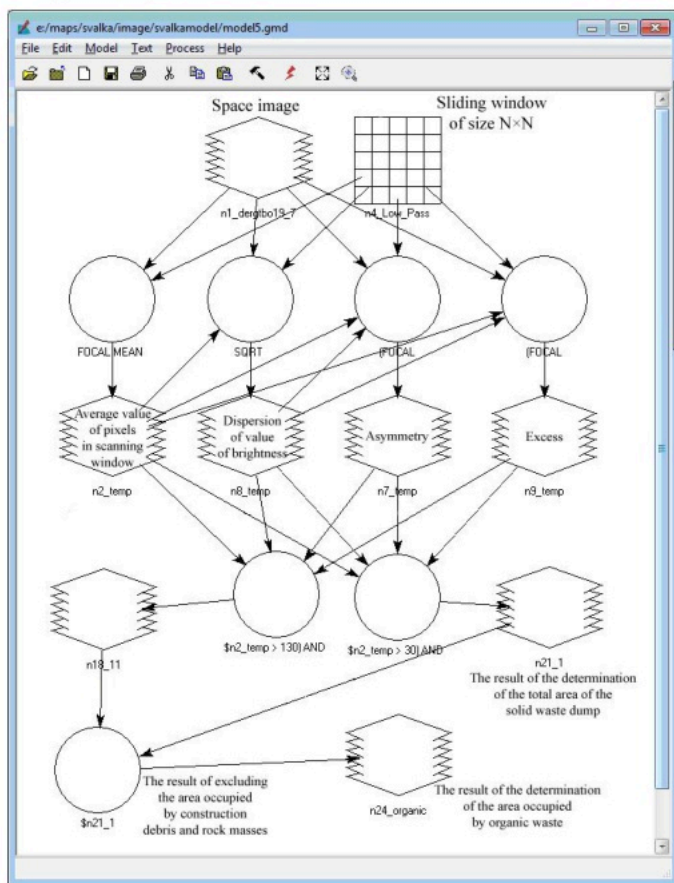 e:/maps/svalka/image/svalkamodel/model5.gmd
File Edit Model Text Process Help
Space image
Sliding window
of size N×N
n1_dergtbo19_7
n4_Low_Pass
FOCAL MEAN
SQRT
(FOCAL
(FOCAL
Average value
of pixels
in scanning
window
Dispersion
of value
of brightness
Asymmetry
Excess
n2_temp
n8_temp
n7_temp
n9_temp
$n2_temp > 130) AND
$n2_temp > 30) AND
n18_11
n21_1
The result of the determination
of the total area of the
solid waste dump
$n21_1
The result of excluding
the area occupied
by construction
debris and rock masses
n24_organic
The result of the determination
of the area occupied
by organic waste